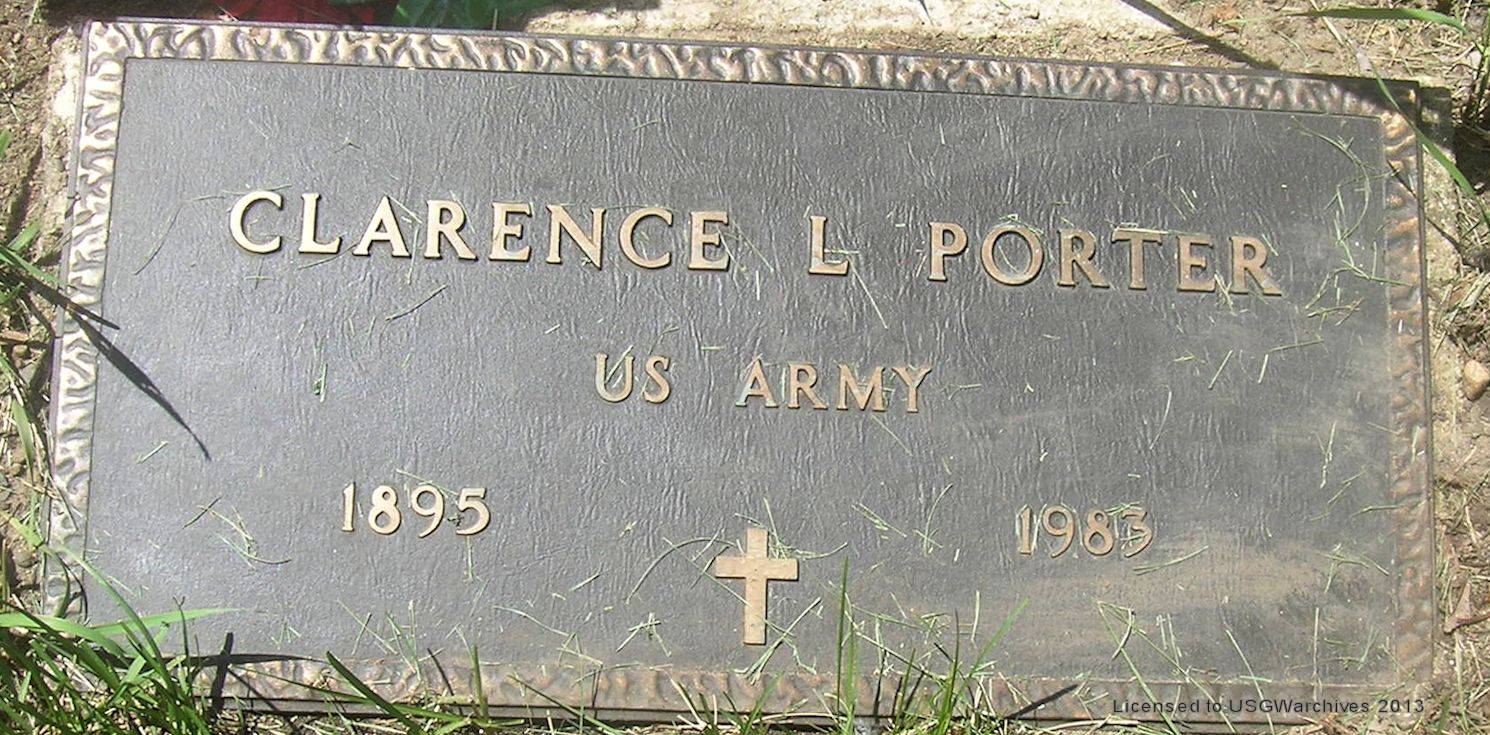 CLARENCE L PORTER
US ARMY
1895 1983
Licensed to USGWarchives 2013